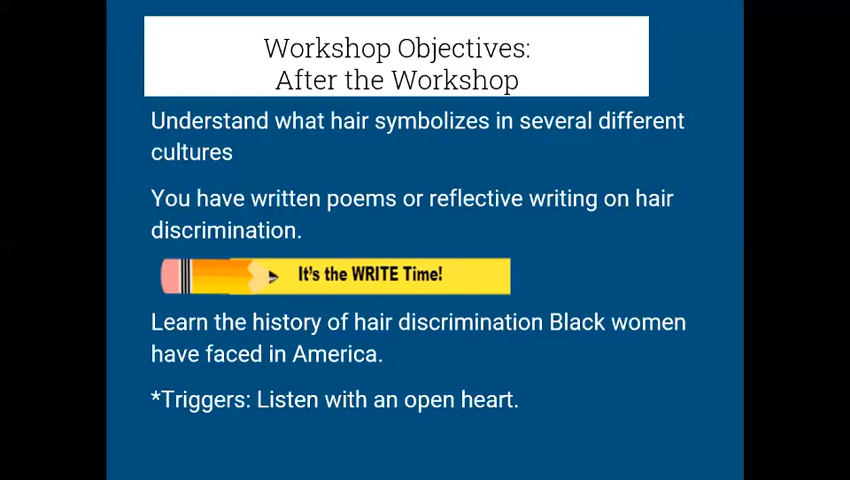 Workshop Objectives:
After the Workshop
Understand what hair symbolizes in several different
cultures
You have written poems or reflective writing on hair
discrimination.
It's the WRITE Time!
Learn the history of hair discrimination Black women
have faced in America.
*Triggers: Listen with an open heart.